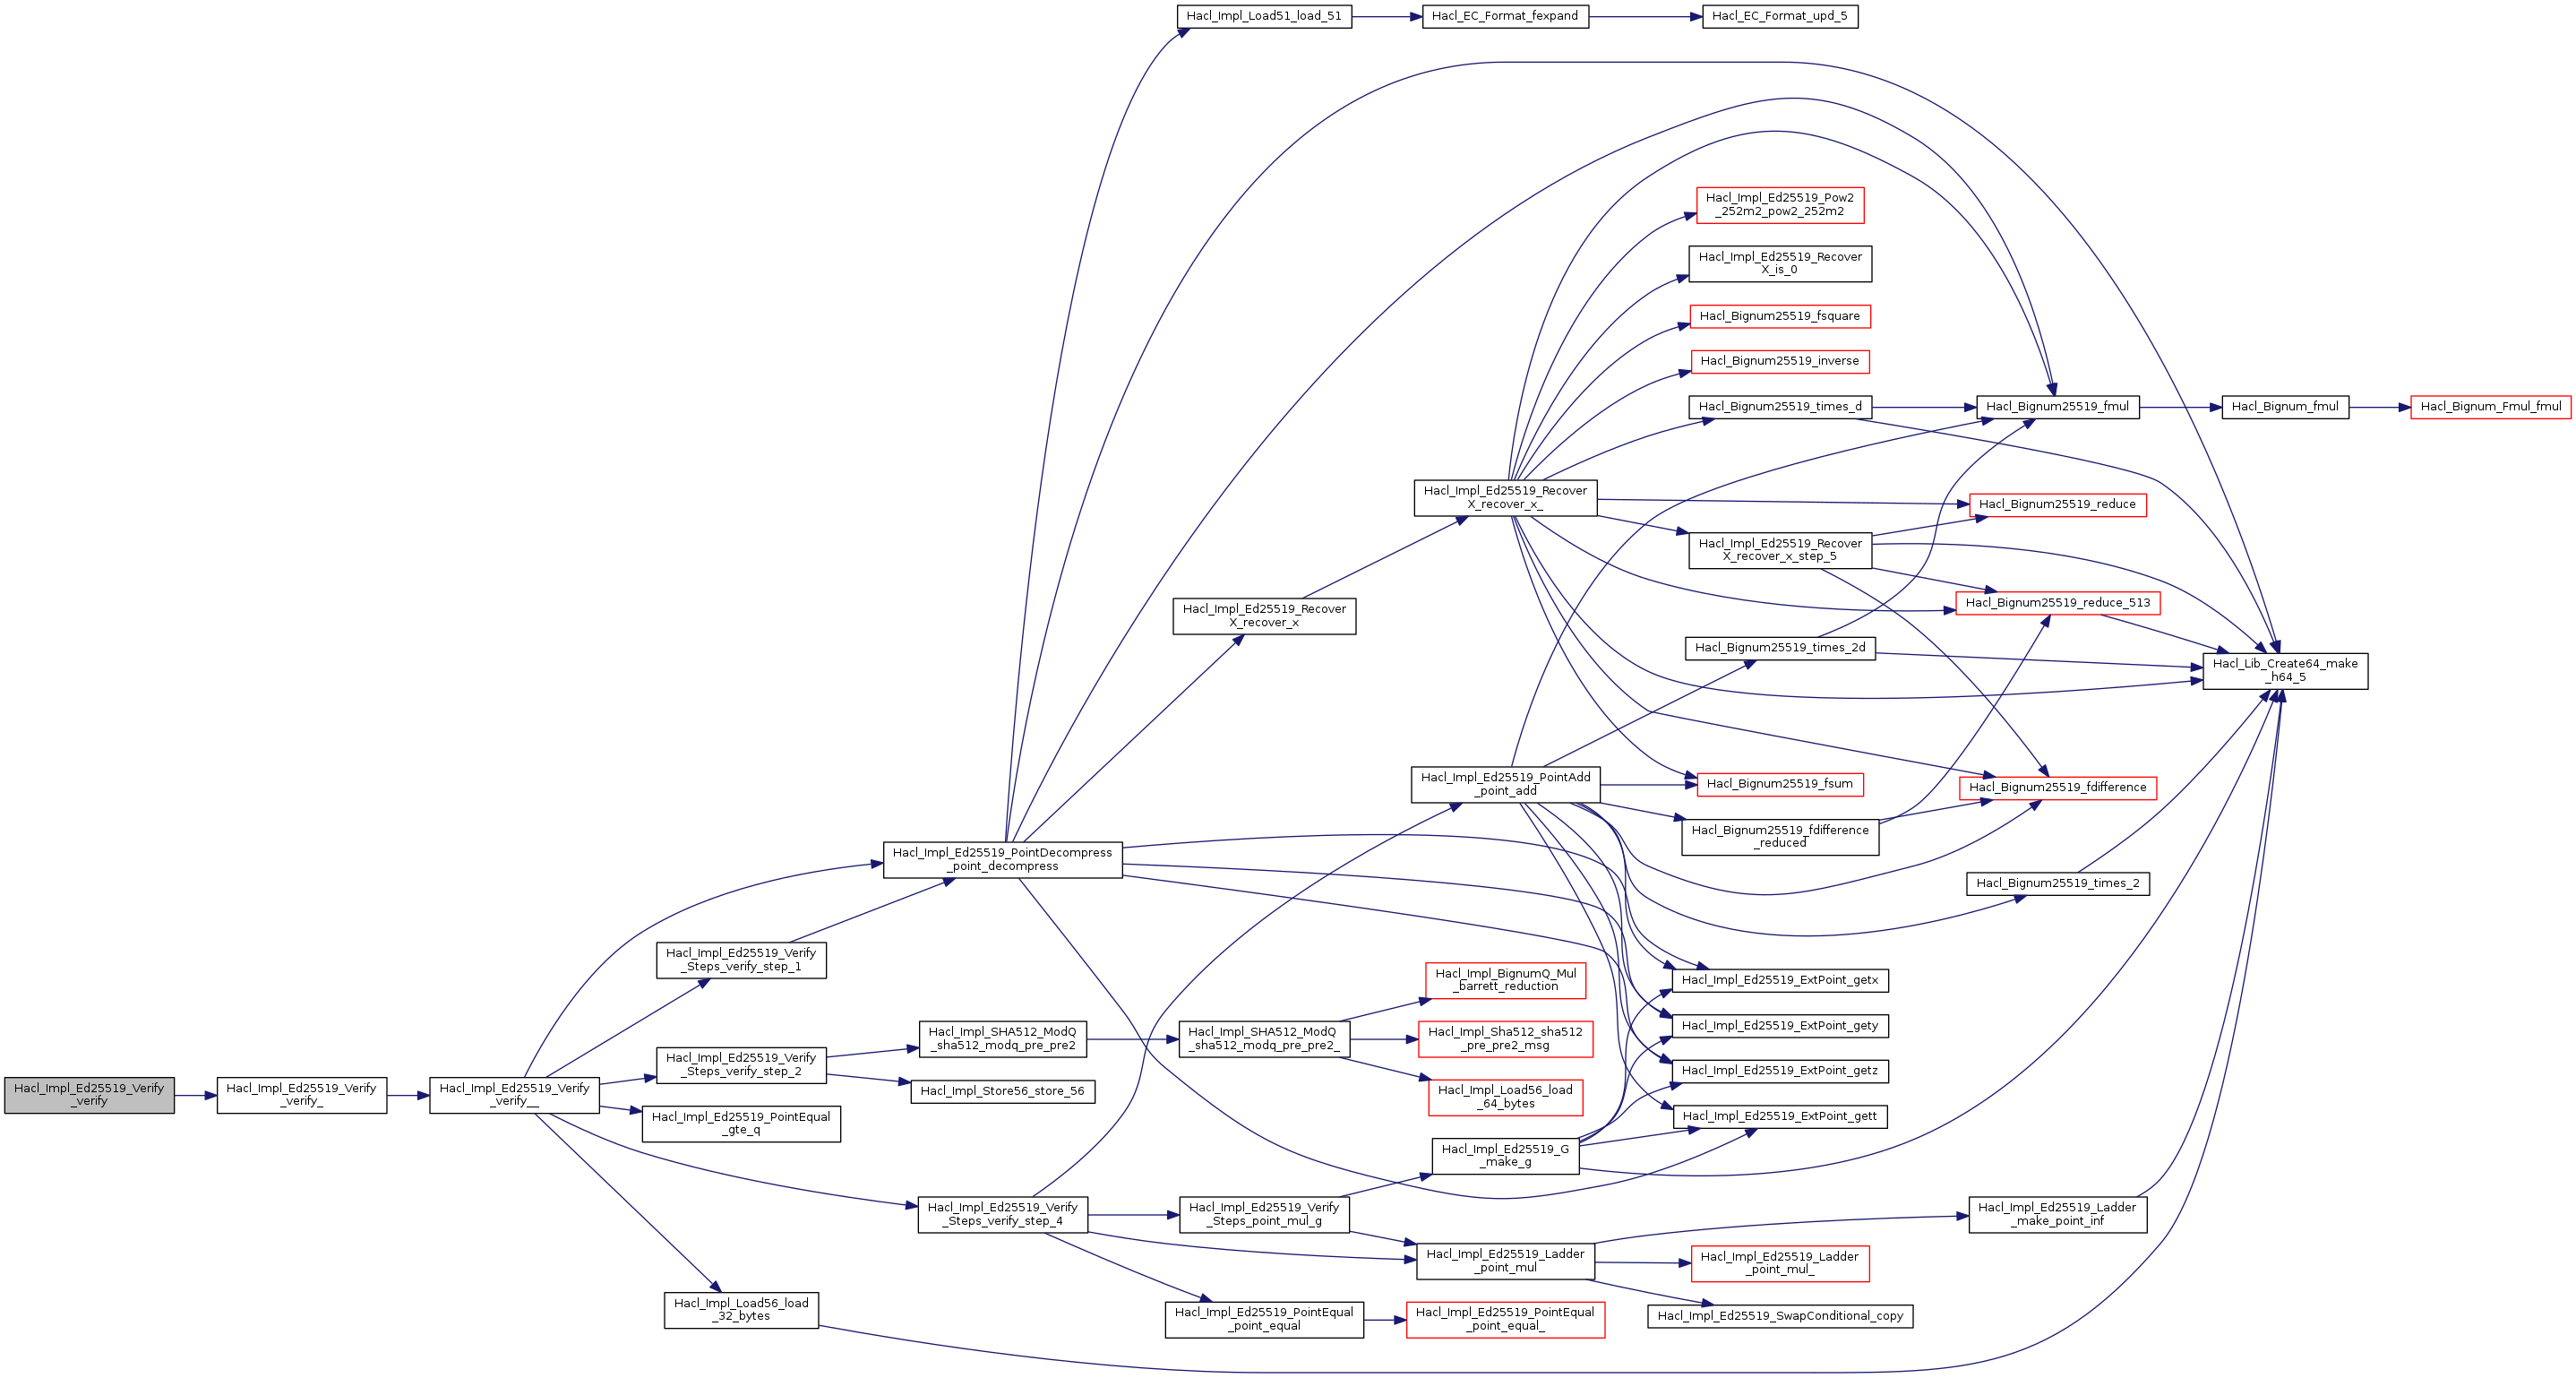 Hacl_Impl_Load51_load_51
Hacl_EC_Format_fexpand
Hacl_EC_Format_upd_5
Hacl_Impl_Ed25519_Pow2
_252m2_pow2_252m2
Hacl_Impl_Ed25519_Recover
X_is_0
Hacl_Bignum25519_fsquare
Hacl_Bignum25519_inverse
Hacl_Bignum25519_times_d
Hacl_Bignum25519_fmul
Hacl_Bignum_fmul
Hacl_Bignum_Fmul_fmul
Hacl_Impl_Ed25519_Recover
X_recover_x_
Hacl_Bignum25519_reduce
Hacl_Impl_Ed25519_Recover
X_recover_x_step_5
Hacl_Impl_Ed25519_Recover
X_recover_x
Hacl_Bignum25519_reduce_513
Hacl_Bignum25519_times_2d
Hacl_Lib_Create64_make
_h64_5
Hacl_Impl_Ed25519_PointAdd
_point_add
Hacl_Bignum25519_fsum
Hacl_Bignum25519_fdifference
Hacl_Bignum25519_fdifference
_reduced
Hacl_Impl_Ed25519_PointDecompress
_point_decompress
Hacl_Bignum25519_times_2
Hacl_Impl_Ed25519_Verify
_Steps_verify_step_1
Hacl_Impl_BignumQ_Mul
_barrett_reduction
Hacl_Impl_Ed25519_ExtPoint_getx
Hacl_Impl_SHA512_ModQ
_sha512_modq_pre_pre2
Hacl_Impl_SHA512_ModQ
_sha512_modq_pre_pre2_
Hacl_Impl_Sha512_sha512
_pre_pre2_msg
Hacl_Impl_Ed25519_ExtPoint_gety
Hacl_Impl_Ed25519_Verify
_Steps_verify_step_2
Hacl_Impl_Store56_store_56
Hacl_Impl_Load56_load
_64_bytes
Hacl_Impl_Ed25519_ExtPoint_getz
Hacl_Impl_Ed25519_Verify
_verify
Hacl_Impl_Ed25519_Verify
_verify_
Hacl_Impl_Ed25519_Verify
_verify__
Hacl_Impl_Ed25519_PointEqual
_gte_q
Hacl_Impl_Ed25519_ExtPoint_gett
Hacl_Impl_Ed25519_G
_make_g
Hacl_Impl_Ed25519_Verify
_Steps_verify_step_4
Hacl_Impl_Ed25519_Verify
_Steps_point_mul_g
Hacl_Impl_Ed25519_Ladder
_make_point_inf
Hacl_Impl_Ed25519_Ladder
_point_mul
Hacl_Impl_Ed25519_Ladder
_point_mul_
Hacl_Impl_Load56_load
_32_bytes
Hacl_Impl_Ed25519_PointEqual
_point_equal
Hacl_Impl_Ed25519_PointEqual
_point_equal_
Hacl_Impl_Ed25519_SwapConditional_copy